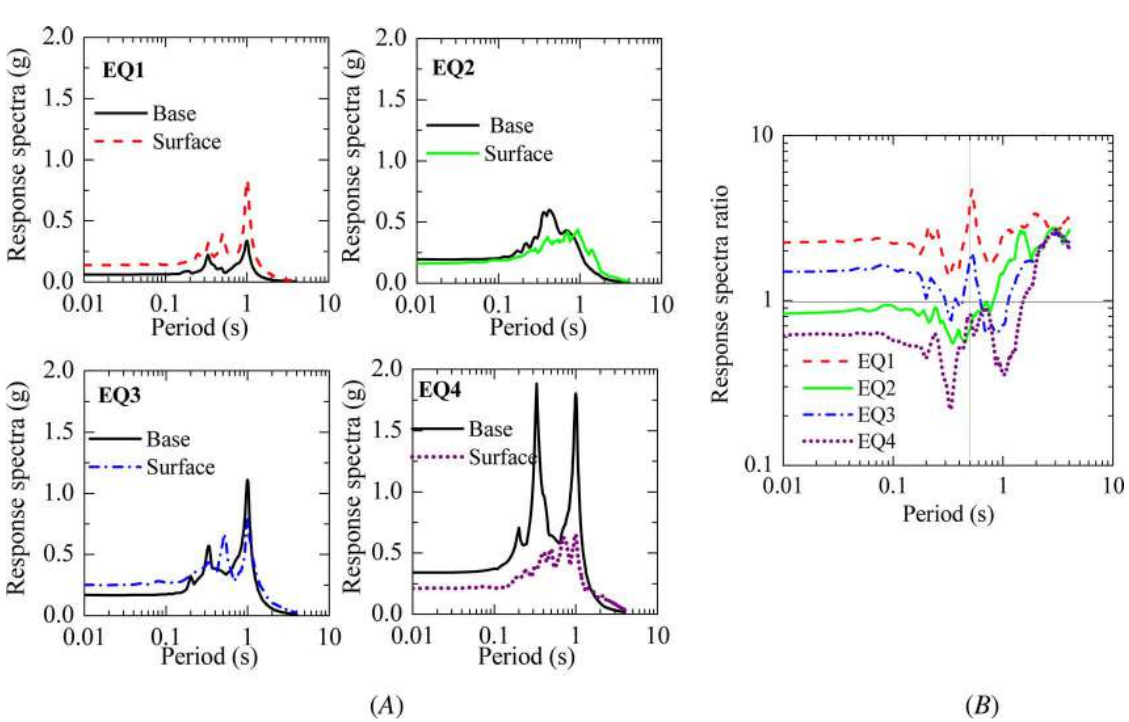 EQ1
Response spectra (g)
2.0
1.5
1.0
0.5
0.0
Base
Surface
0.01
0.1
1
10
Period (s)
EQ2
Response spectra (g)
2.0
1.5
1.0
0.5
0.0
Base
Surface
0.01
0.1
1
10
Period (s)
EQ3
Response spectra (g)
2.0
1.5
1.0
0.5
0.0
Base
Surface
0.01
0.1
1
10
Period (s)
EQ4
Response spectra (g)
2.0
1.5
1.0
0.5
0.0
Base
Surface
0.01
0.1
1
10
Period (s)
(A)
Response spectra ratio
10
1
0.1
EQ1
EQ2
EQ3
EQ4
0.01
0.1
1
10
Period (s)
(B)